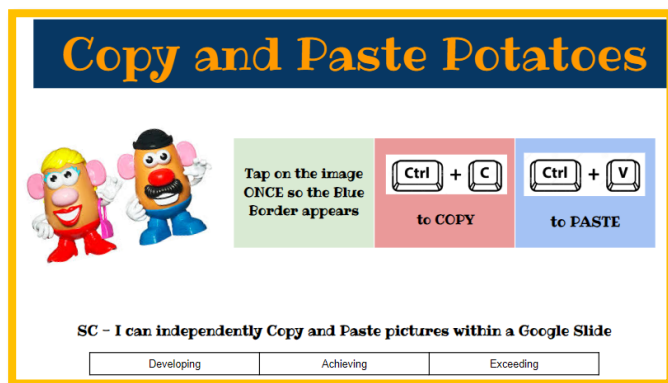 Copy and Paste Potatoes
Tap on the image
ONCE so the Blue
Border appears
Ctrl + C
to COPY
Ctrl + V
to PASTE
SC - I can independently Copy and Paste pictures within a Google Slide
Developing Achieving Exceeding